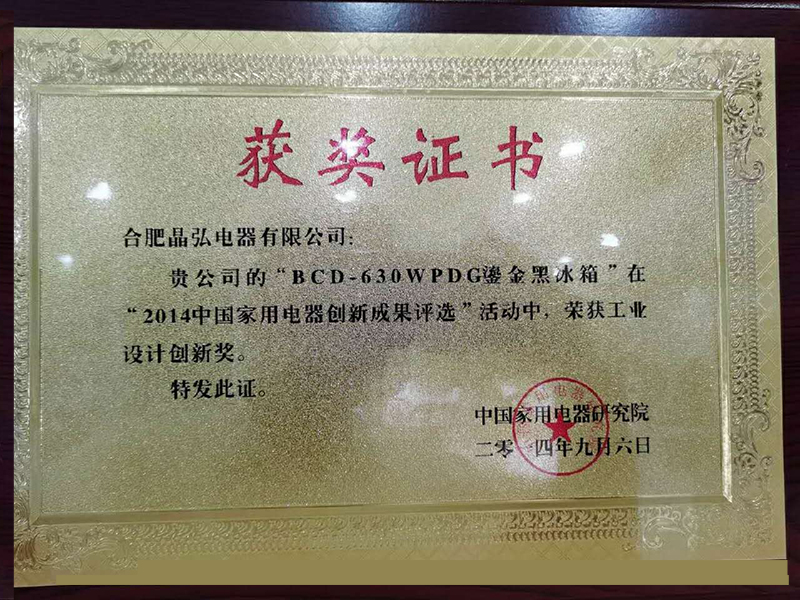 获奖证书
合肥晶弘电器有限公司:
贵公司的“BCD-630WPDG鎏金黑冰箱”在
“2014中国家用电器创新成果评选”活动中, 荣获工业
设计创新奖。
特发此证。
中国家用电器研究院
二零一四年九月六日